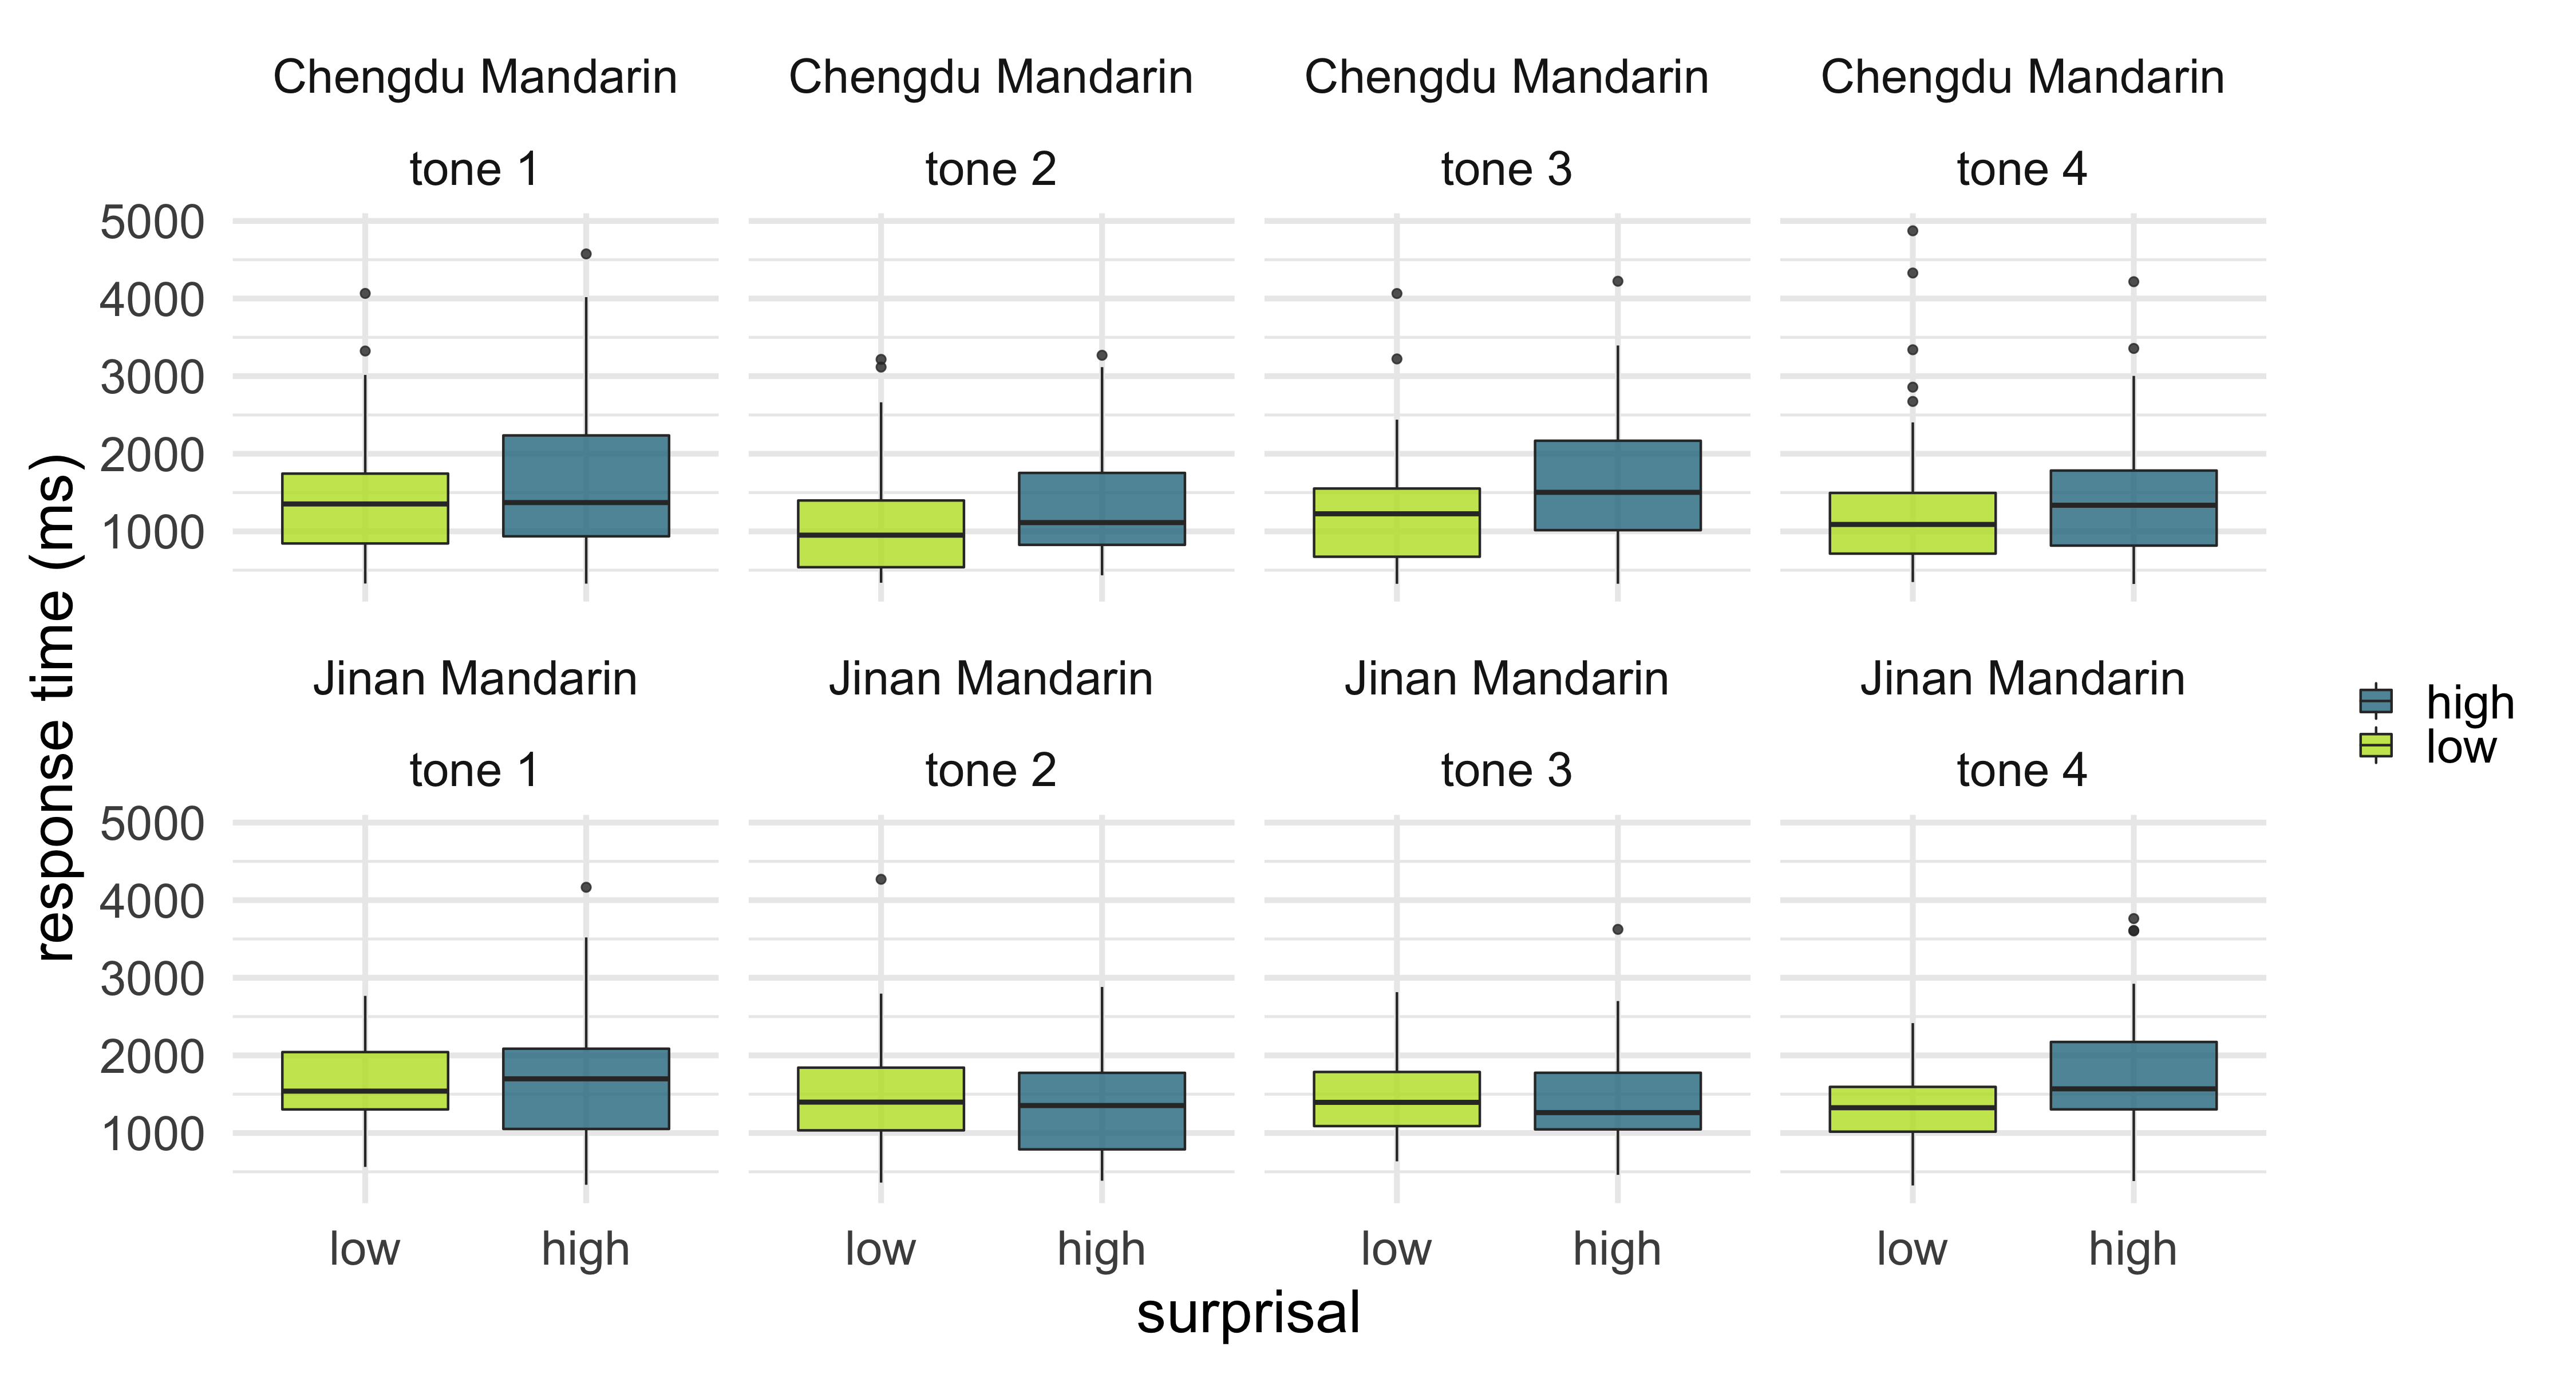 Chengdu Mandarin Chengdu Mandarin Chengdu Mandarin Chengdu Mandarin
tone 1 tone 2 tone 3 tone 4
5000
4000
3000
2000
1000
response time (ms)
Jinan Mandarin Jinan Mandarin Jinan Mandarin Jinan Mandarin
tone 1 tone 2 tone 3 tone 4
5000
4000
3000
2000
1000
low high low high low high low high
surprisal
high
low